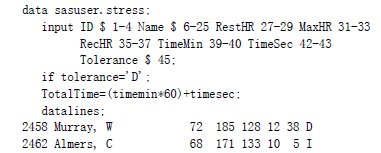 data sasuser.stress;
input ID $ 1-4 Name $ 6-25 RestHR 27-29 MaxHR 31-33
RecHR 35-37 TimeMin 39-40 TimeSec 42-43
Tolerance $ 45;
if tolerance='D';
TotalTime=(timemin*60)+timesec;
datalines;
2458 Murray, W 72 185 128 12 38 D
2462 Almers, C 68 171 133 10 5 I